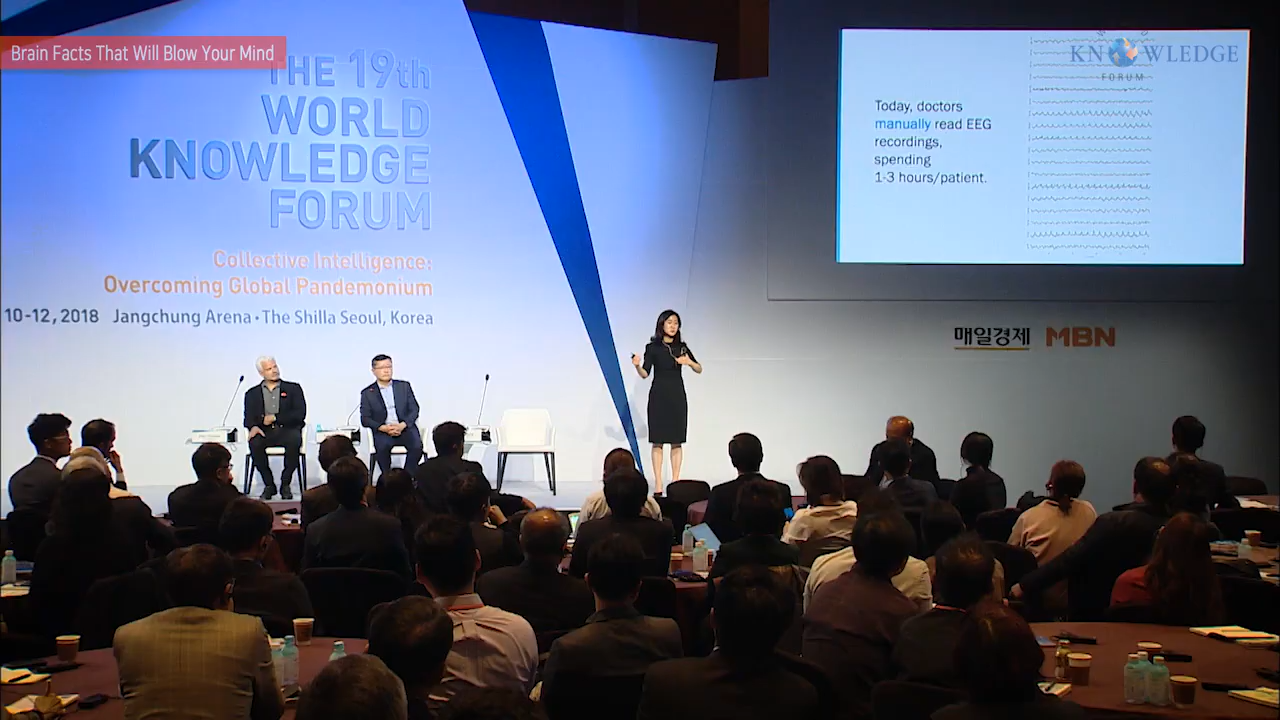 Brain Facts That Will Blow Your Mind
THE 19th
WORLD
KNOWLEDGE
FORUM
Collective Intelligence:
Overcoming Global Pandemonium
10-12, 2018 Jangchung Arena • The Shilla Seoul, Korea
KNOWLEDGE
FORUM
Today, doctors
manually read EEG
recordings,
spending
1-3 hours/patient.
매일경제 MBN